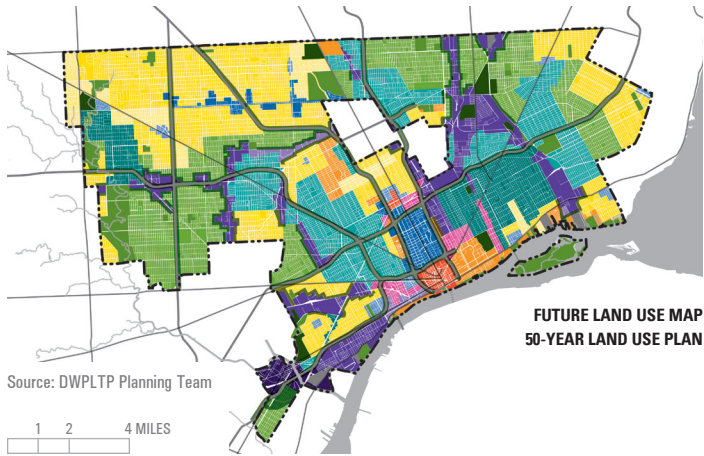 FUTURE LAND USE MAP
50-YEAR LAND USE PLAN
Source: DWPLTP Planning Team
1 2 4 MILES